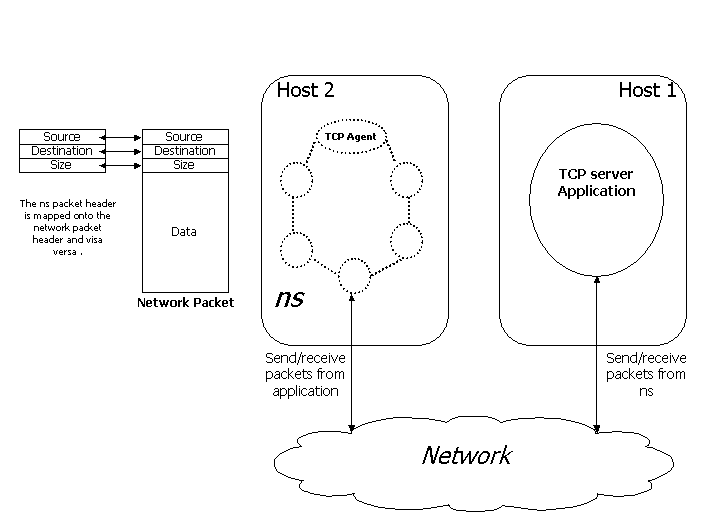 Host 2
Host 1
TCP Agent
Source
Source
Destination
Destination
Size
Size
TCP server
Application
The ns packet header
is mapped onto the
network packet
header and visa
versa .
Data
Network Packet
ns
Send/receive
packets from
application
Send/receive
packets from
ns
Network